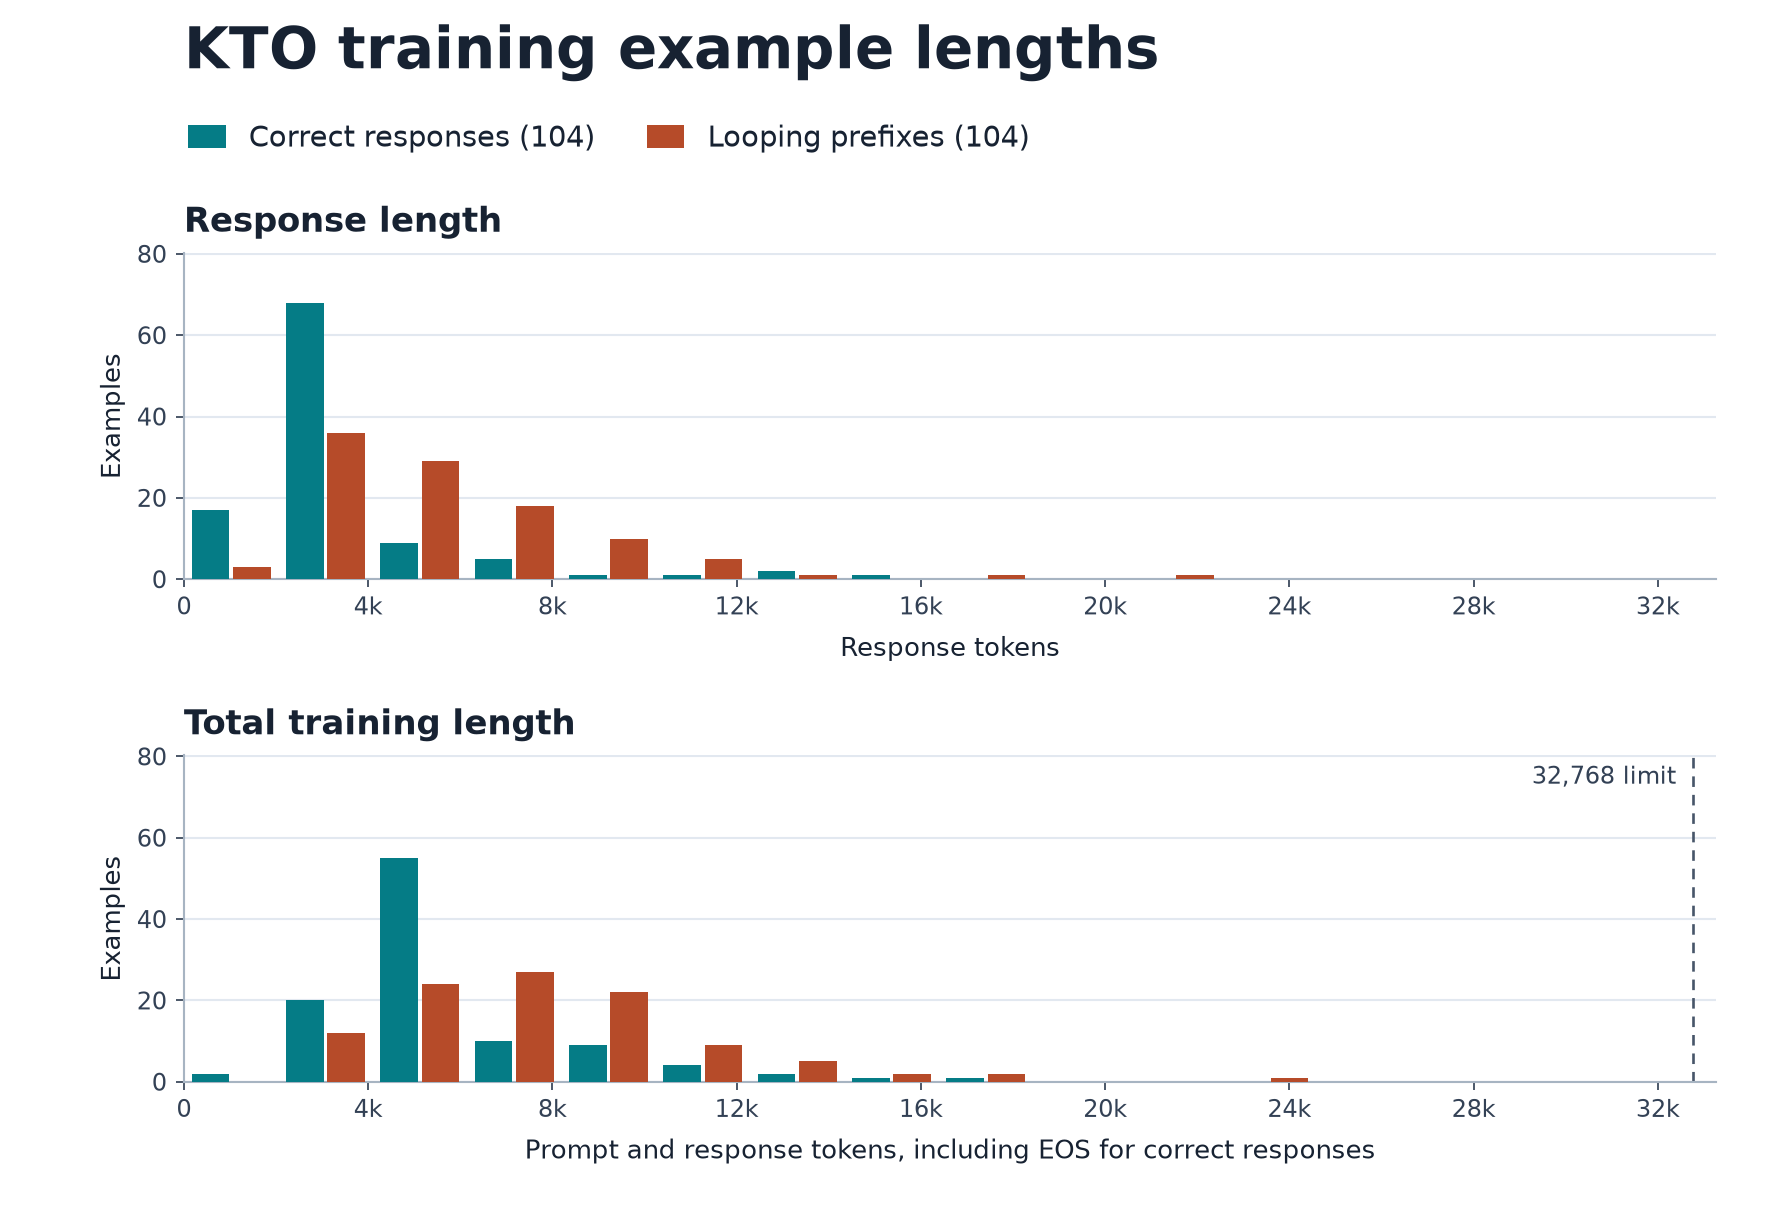 KTO training example lengths
Correct responses (104)
Looping prefixes (104)
Response length
80
60
40
20
0
Examples
0 4k 8k 12k 16k 20k 24k 28k 32k
Response tokens
Total training length
32,768 limit
80
60
40
20
0
Examples
0 4k 8k 12k 16k 20k 24k 28k 32k
Prompt and response tokens, including EOS for correct responses